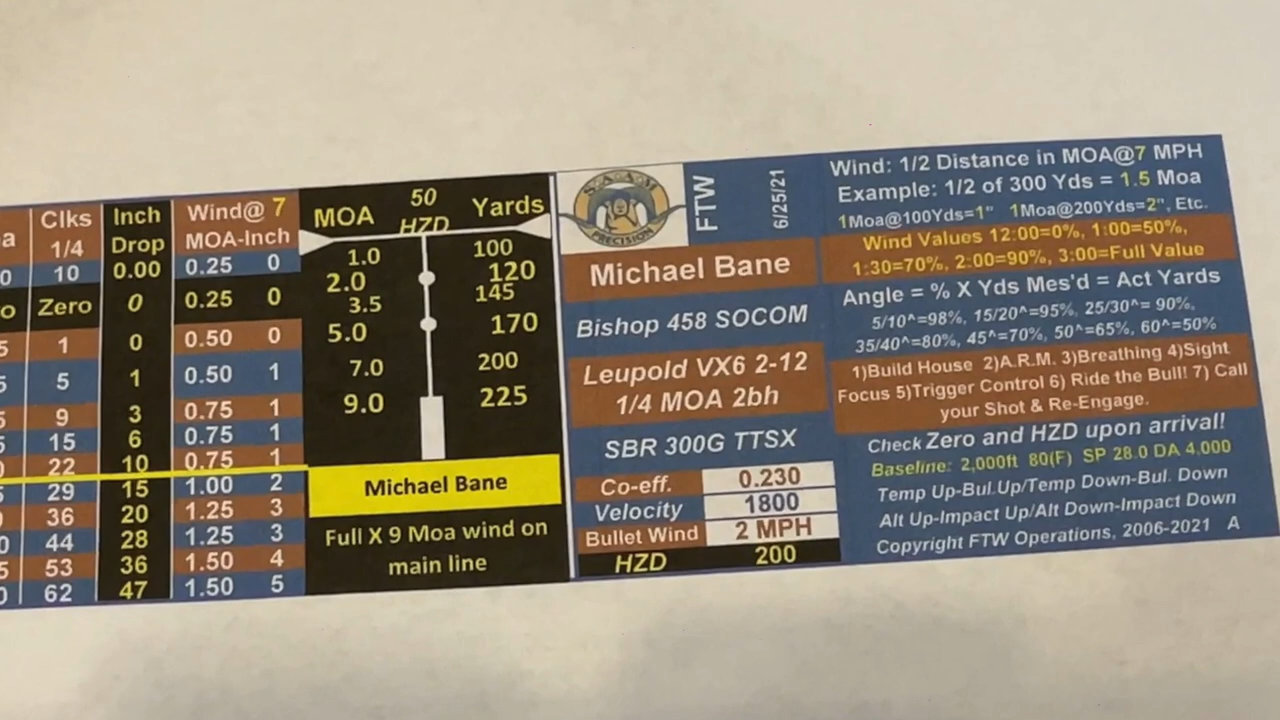 a Clks 1/4 Inch Drop Wind@ 7 MOA-Inch
0 10 0.00 0.25 0
o Zero 0 0.25 0
5 1 0 0.50 0
5 5 1 0.50 1
5 9 3 0.75 1
5 15 6 0.75 1
0 22 10 0.75 1
5 29 15 1.00 2
0 36 20 1.25 3
0 44 28 1.25 3
5 53 36 1.50 4
0 62 47 1.50 5
MOA 50 HZD Yards
1.0 100
2.0 120
3.5 145
5.0 170
7.0 200
9.0 225
Michael Bane
Full X 9 Moa wind on
main line
S.A.A.M
PRECISION
FTW
6/25/21
Michael Bane
Bishop 458 SOCOM
Leupold VX6 2-12
1/4 MOA 2bh
SBR 300G TTSX
Co-eff. 0.230
Velocity 1800
Bullet Wind 2 MPH
HZD 200
Wind: 1/2 Distance in MOA@7 MPH
Example: 1/2 of 300 Yds = 1.5 Moa
1Moa@100Yds=1" 1Moa@200Yds=2", Etc.
Wind Values 12:00=0%, 1:00=50%,
1:30=70%, 2:00=90%, 3:00=Full Value
Angle = % X Yds Mes'd = Act Yards
5/10^=98%, 15/20^=95%, 25/30^= 90%,
35/40^=80%, 45^=70%, 50^=65%, 60^=50%
1)Build House 2)A.R.M. 3)Breathing 4)Sight
Focus 5)Trigger Control 6) Ride the Bull! 7) Call
your Shot & Re-Engage.
Check Zero and HZD upon arrival!
Baseline: 2,000ft 80(F) SP 28.0 DA 4,000
Temp Up-Bul.Up/Temp Down-Bul. Down
Alt Up-Impact Up/Alt Down-Impact Down
Copyright FTW Operations, 2006-2021 A